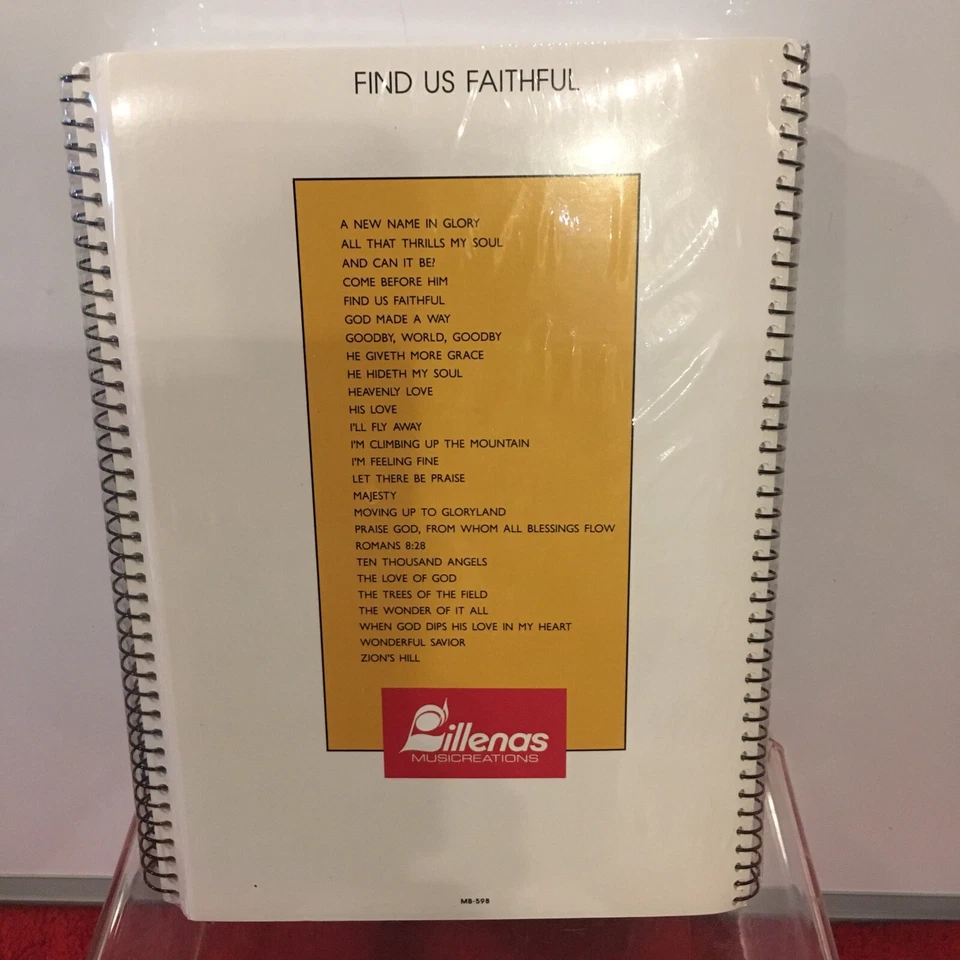 FIND US FAITHFUL
A NEW NAME IN GLORY
ALL THAT THRILLS MY SOUL
AND CAN IT BE?
COME BEFORE HIM
FIND US FAITHFUL
GOD MADE A WAY
GOODBY, WORLD, GOODBY
HE GIVETH MORE GRACE
HE HIDETH MY SOUL
HEAVENLY LOVE
HIS LOVE
I'LL FLY AWAY
I'M CLIMBING UP THE MOUNTAIN
I'M FEELING FINE
LET THERE BE PRAISE
MAJESTY
MOVING UP TO GLORYLAND
PRAISE GOD, FROM WHOM ALL BLESSINGS FLOW
ROMANS 8:28
TEN THOUSAND ANGELS
THE LOVE OF GOD
THE TREES OF THE FIELD
THE WONDER OF IT ALL
WHEN GOD DIPS HIS LOVE IN MY HEART
WONDERFUL SAVIOR
ZION'S HILL
Lillenas
MUSICREATIONS
MB-598